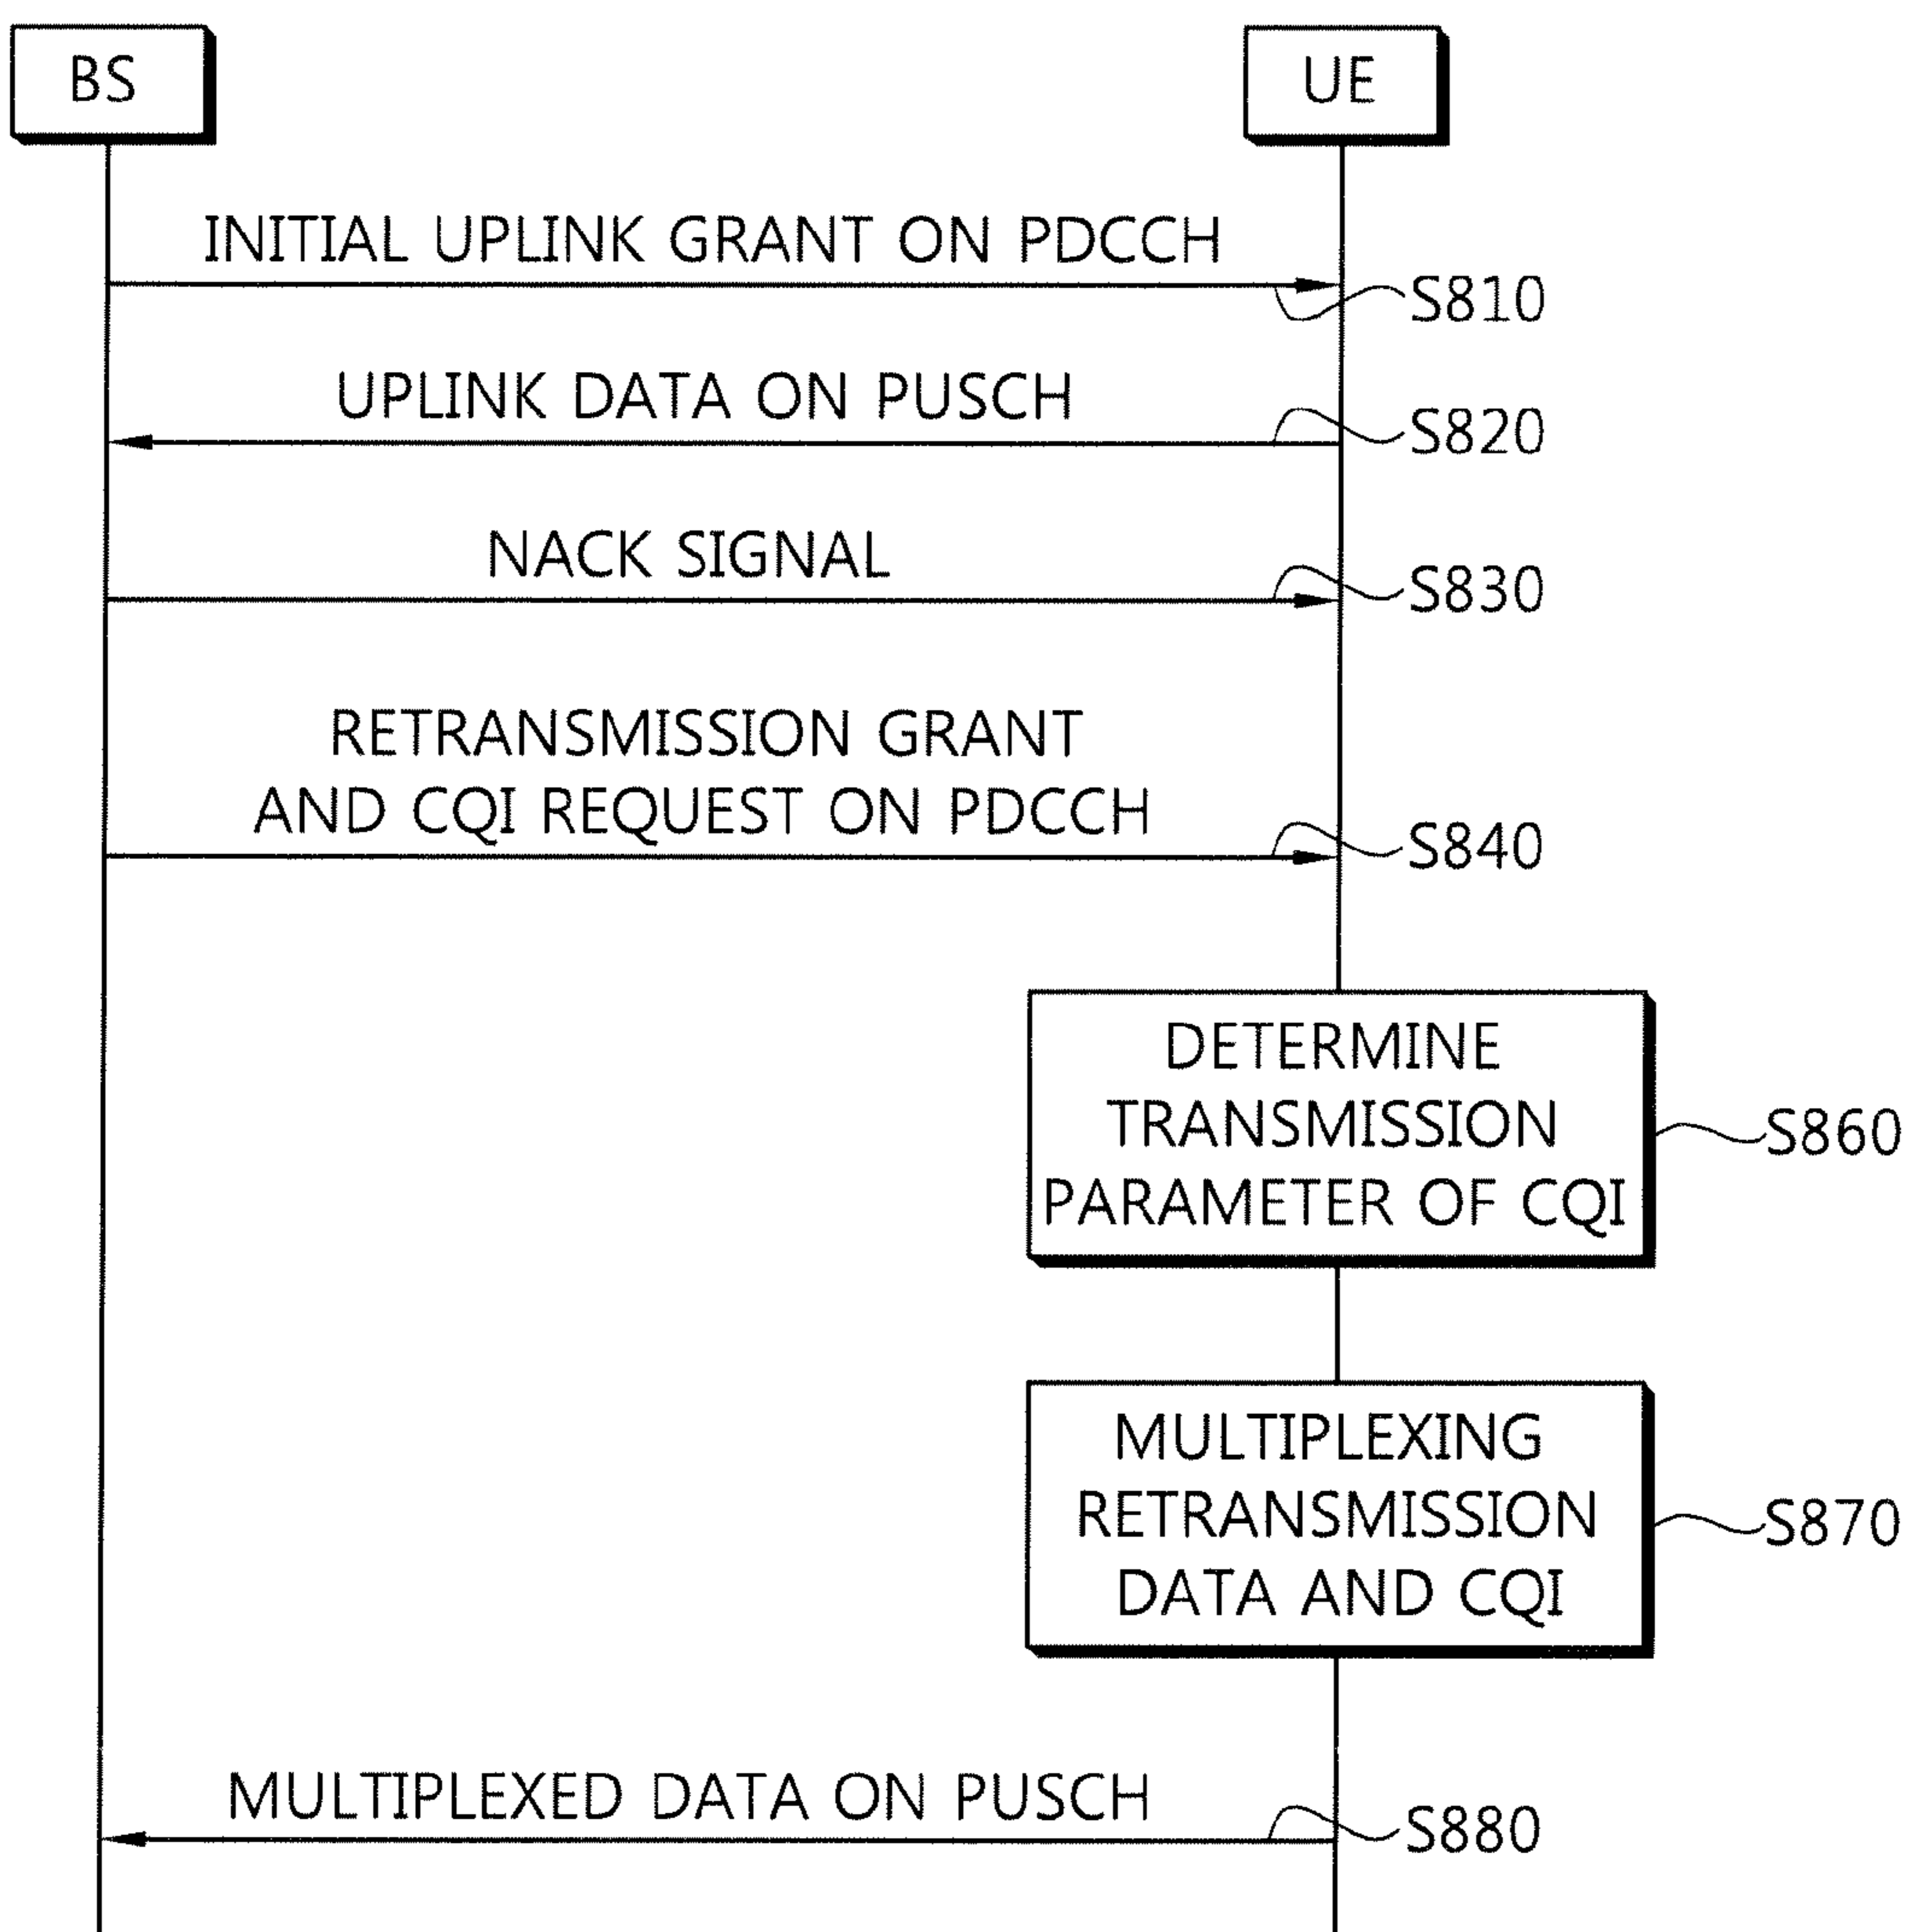 BS
UE
INITIAL UPLINK GRANT ON PDCCH
S810
UPLINK DATA ON PUSCH
S820
NACK SIGNAL
S830
RETRANSMISSION GRANT
AND CQI REQUEST ON PDCCH
S840
DETERMINE
TRANSMISSION
PARAMETER OF CQI
S860
MULTIPLEXING
RETRANSMISSION
DATA AND CQI
S870
MULTIPLEXED DATA ON PUSCH
S880